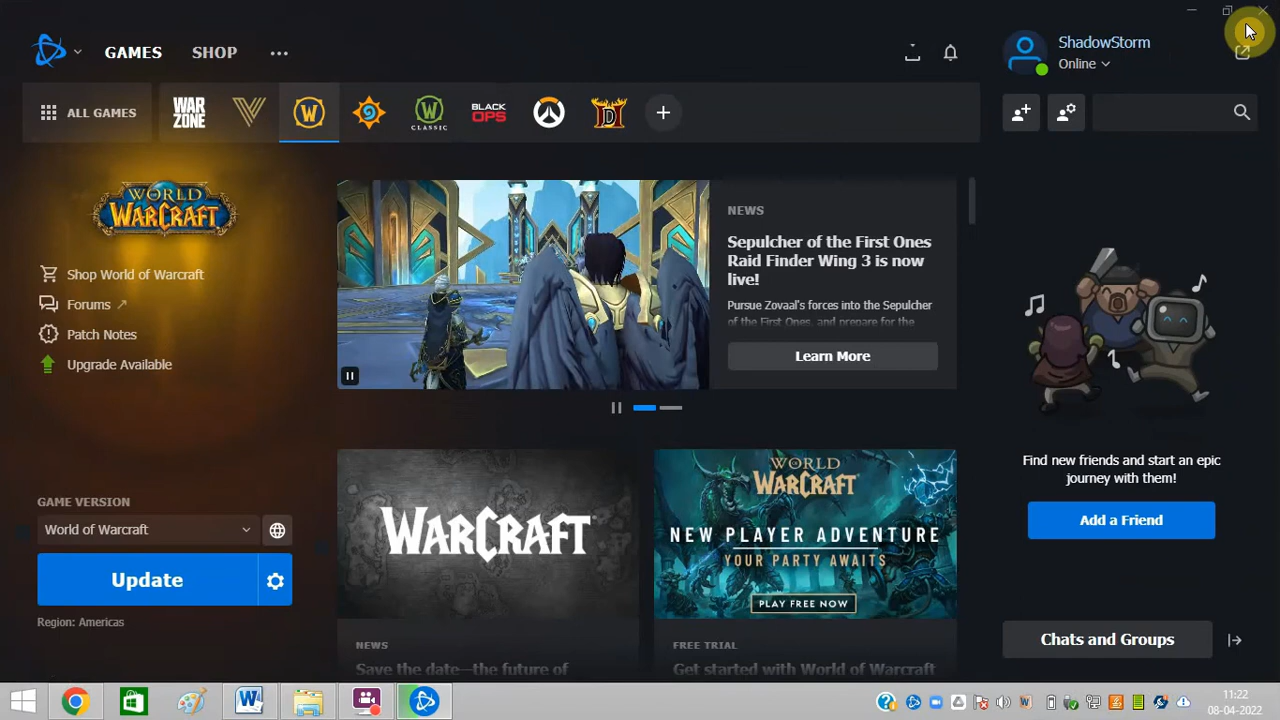 GAMES
SHOP
ShadowStorm
Online
ALL GAMES
WAR
ZONE
W
W
CLASSIC
BLACK
OPS
D
WORLD
WARCRAFT
Shop World of Warcraft
Forums
Patch Notes
Upgrade Available
NEWS
Sepulcher of the First Ones
Raid Finder Wing 3 is now
live!
Pursue Zovaal's forces into the Sepulcher
of the First Ones, and prepare for the
Learn More
Find new friends and start an epic
journey with them!
Add a Friend
GAME VERSION
World of Warcraft
Update
Region: Americas
WARCRAFT
NEWS
Save the date—the future of
WORLD
WARCRAFT
NEW PLAYER ADVENTURE
YOUR PARTY AWAITS
PLAY FREE NOW
FREE TRIAL
Get started with World of Warcraft
Chats and Groups
11:22
08-04-2022